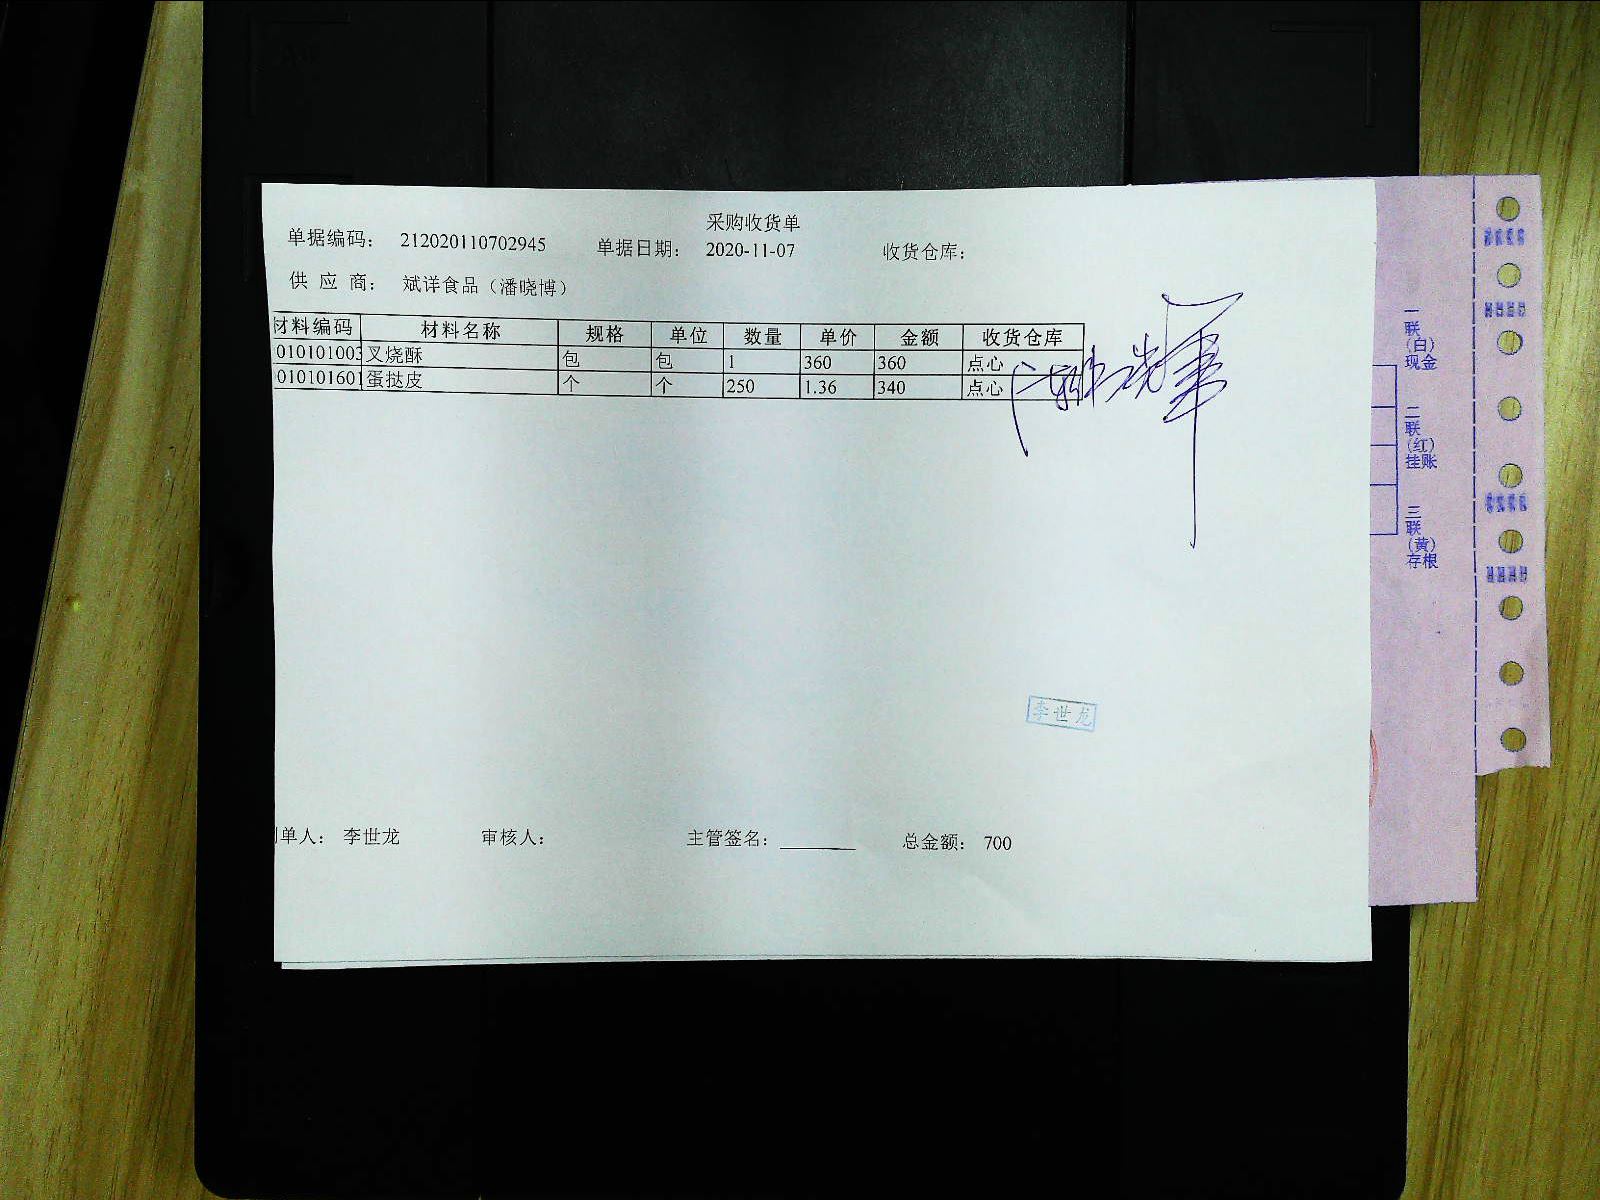 采购收货单
单据编码： 212020110702945 单据日期： 2020-11-07 收货仓库：
供 应 商： 斌洋食品（潘晓博）
材料编码 材料名称 规格 单位 数量 单价 金额 收货仓库
010101003 叉烧酥 包 包 1 360 360 点心
010101601 蛋挞皮 个 个 250 1.36 340 点心
李世龙
单人： 李世龙 审核人： 主管签名： 总金额： 700
一联（白）现金
二联（红）挂账
三联（黄）存根